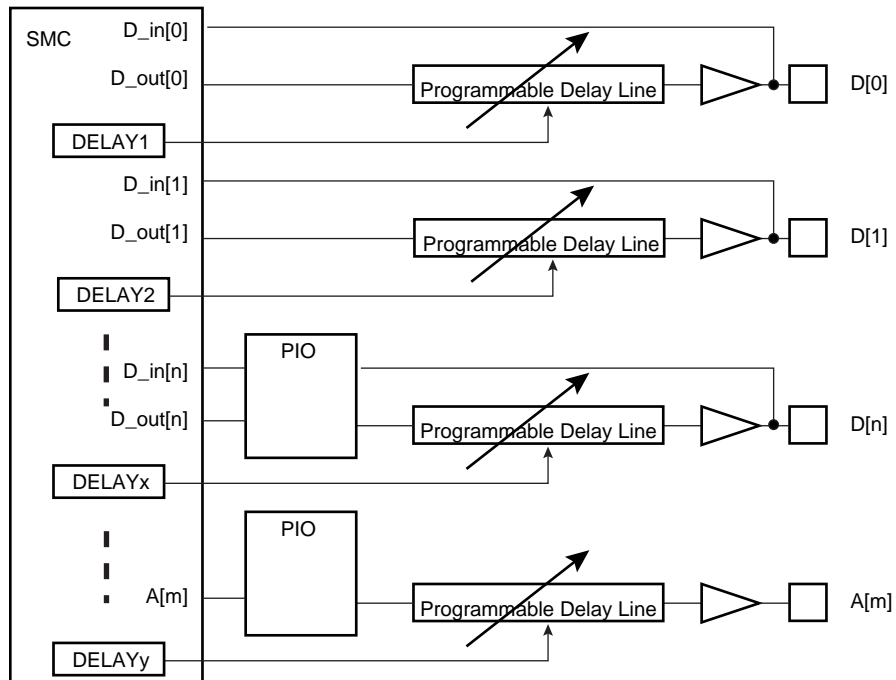 SMC
D_in[0]
D_out[0]
Programmable Delay Line
D[0]
DELAY1
D_in[1]
D_out[1]
Programmable Delay Line
D[1]
DELAY2
PIO
D_in[n]
D_out[n]
Programmable Delay Line
D[n]
DELAYx
PIO
A[m]
Programmable Delay Line
A[m]
DELAYy